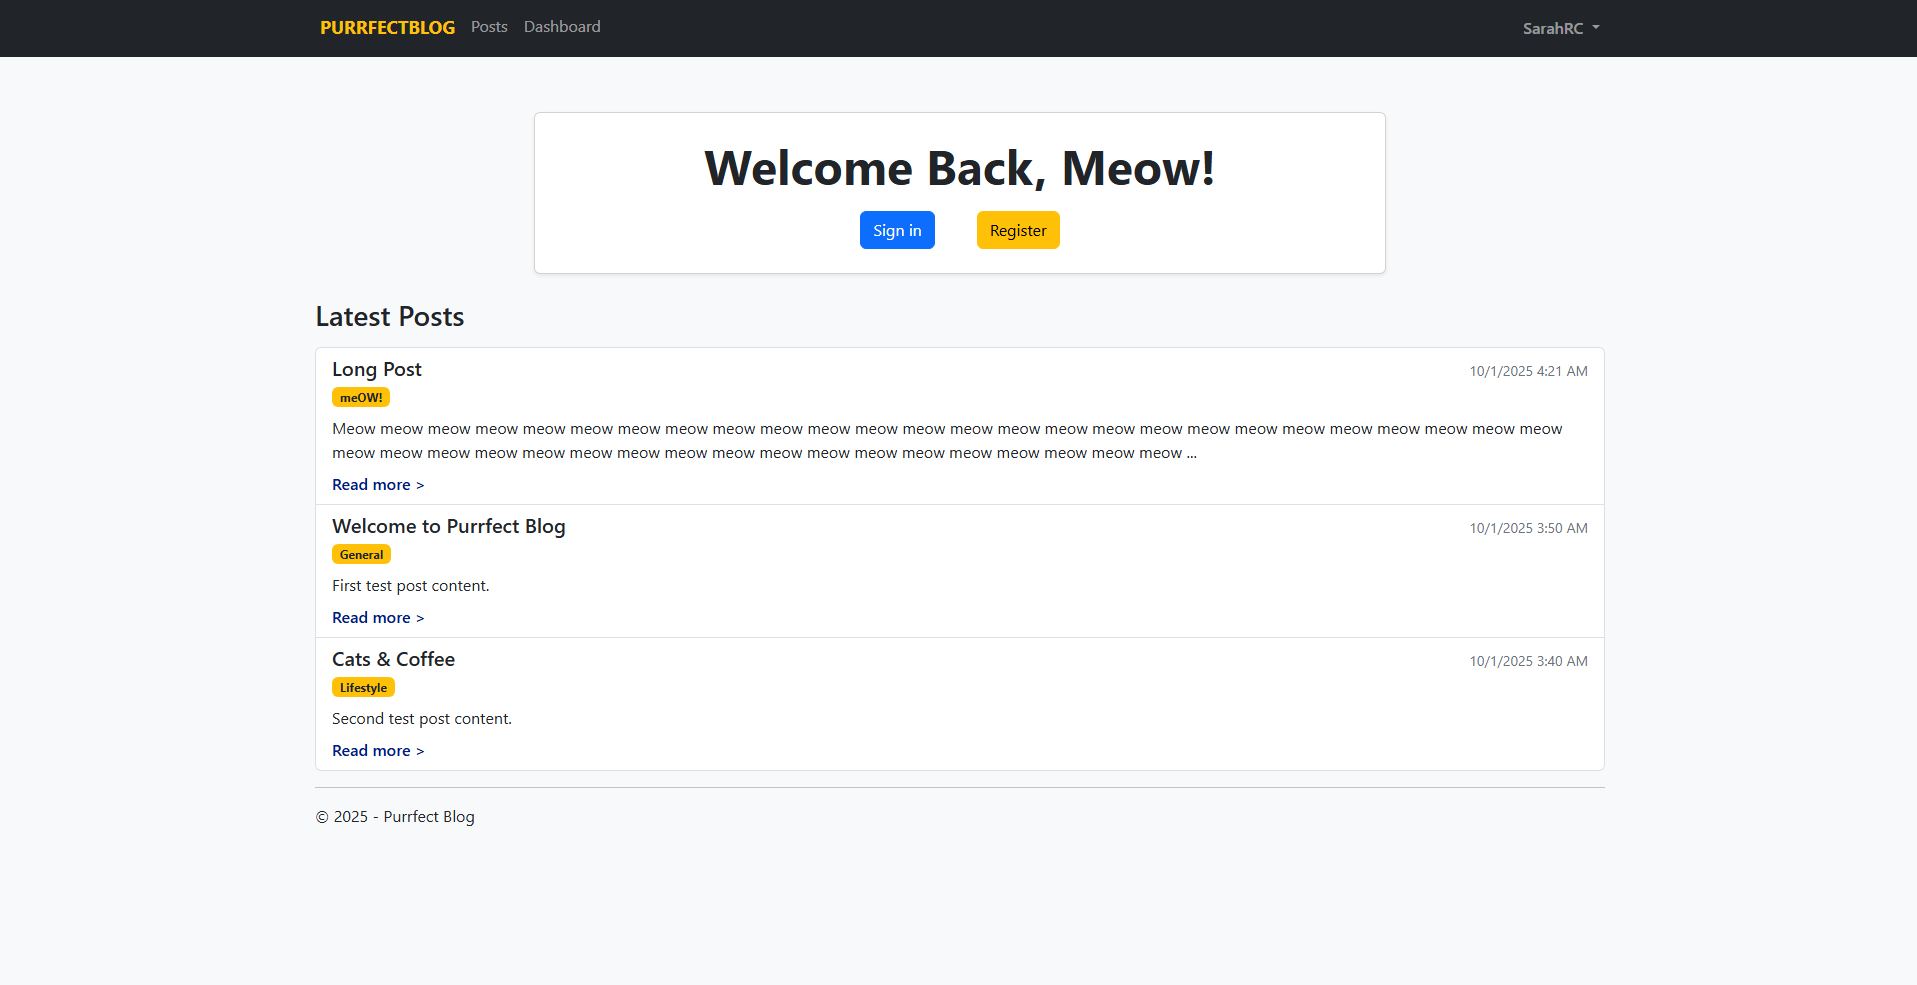 PURRFECTBLOG Posts Dashboard SarahRC
Welcome Back, Meow!
Sign in Register
Latest Posts
Long Post 10/1/2025 4:21 AM
meOW!
Meow meow meow meow meow meow meow meow meow meow meow meow meow meow meow meow meow meow meow meow meow meow meow meow meow meow
meow meow meow meow meow meow meow meow meow meow meow meow meow meow meow meow meow meow ...
Read more >
Welcome to Purrfect Blog 10/1/2025 3:50 AM
General
First test post content.
Read more >
Cats & Coffee 10/1/2025 3:40 AM
Lifestyle
Second test post content.
Read more >
© 2025 - Purrfect Blog